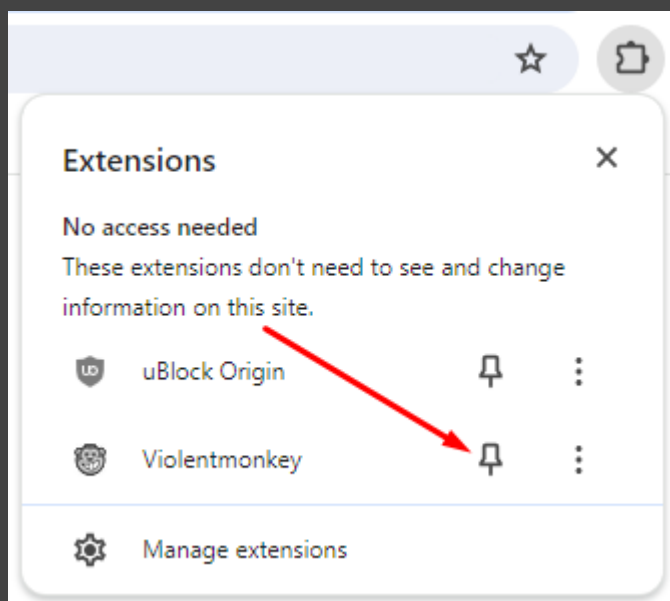 Extensions
No access needed
These extensions don't need to see and change
information on this site.
uBlock Origin
Violentmonkey
Manage extensions